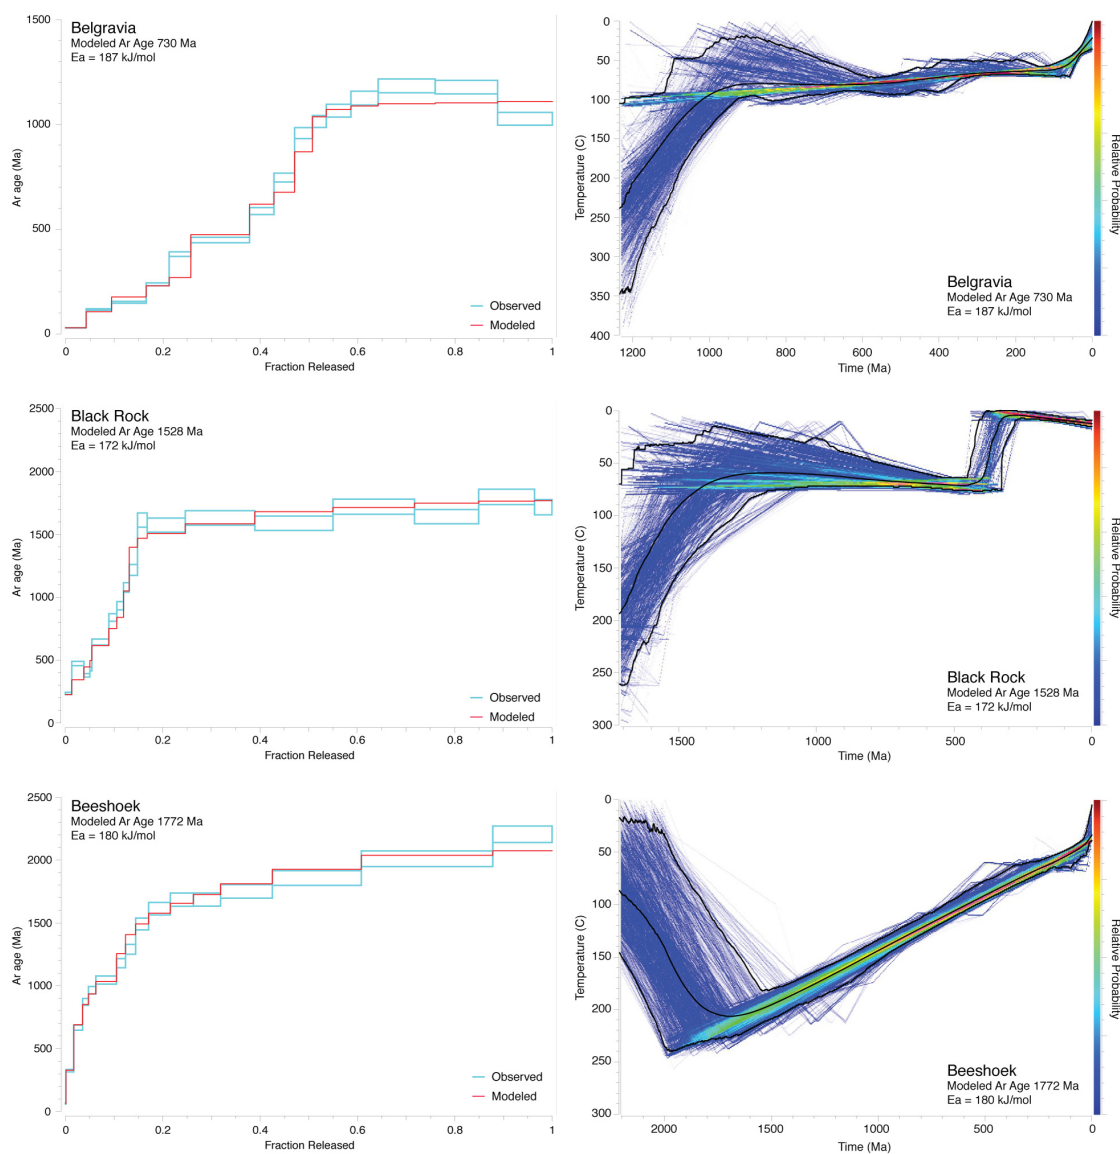 Belgravia
Modeled Ar Age 730 Ma
Ea = 187 kJ/mol
1500
1000
500
0
Ar age (Ma)
Observed
Modeled
0
0.2
0.4
0.6
0.8
1
Fraction Released
0
50
100
150
200
250
300
350
400
Temperature (C)
Belgravia
Modeled Ar Age 730 Ma
Ea = 187 kJ/mol
1200
1000
800
600
400
200
0
Time (Ma)
Relative Probability
Black Rock
Modeled Ar Age 1528 Ma
Ea = 172 kJ/mol
2500
2000
1500
1000
500
0
Ar age (Ma)
Observed
Modeled
0
0.2
0.4
0.6
0.8
1
Fraction Released
0
50
100
150
200
250
300
Temperature (C)
Black Rock
Modeled Ar Age 1528 Ma
Ea = 172 kJ/mol
1500
1000
500
0
Time (Ma)
Relative Probability
Beeshoek
Modeled Ar Age 1772 Ma
Ea = 180 kJ/mol
2500
2000
1500
1000
500
0
Ar age (Ma)
Observed
Modeled
0
0.2
0.4
0.6
0.8
1
Fraction Released
0
50
100
150
200
250
300
Temperature (C)
Beeshoek
Modeled Ar Age 1772 Ma
Ea = 180 kJ/mol
2000
1500
1000
500
0
Time (Ma)
Relative Probability